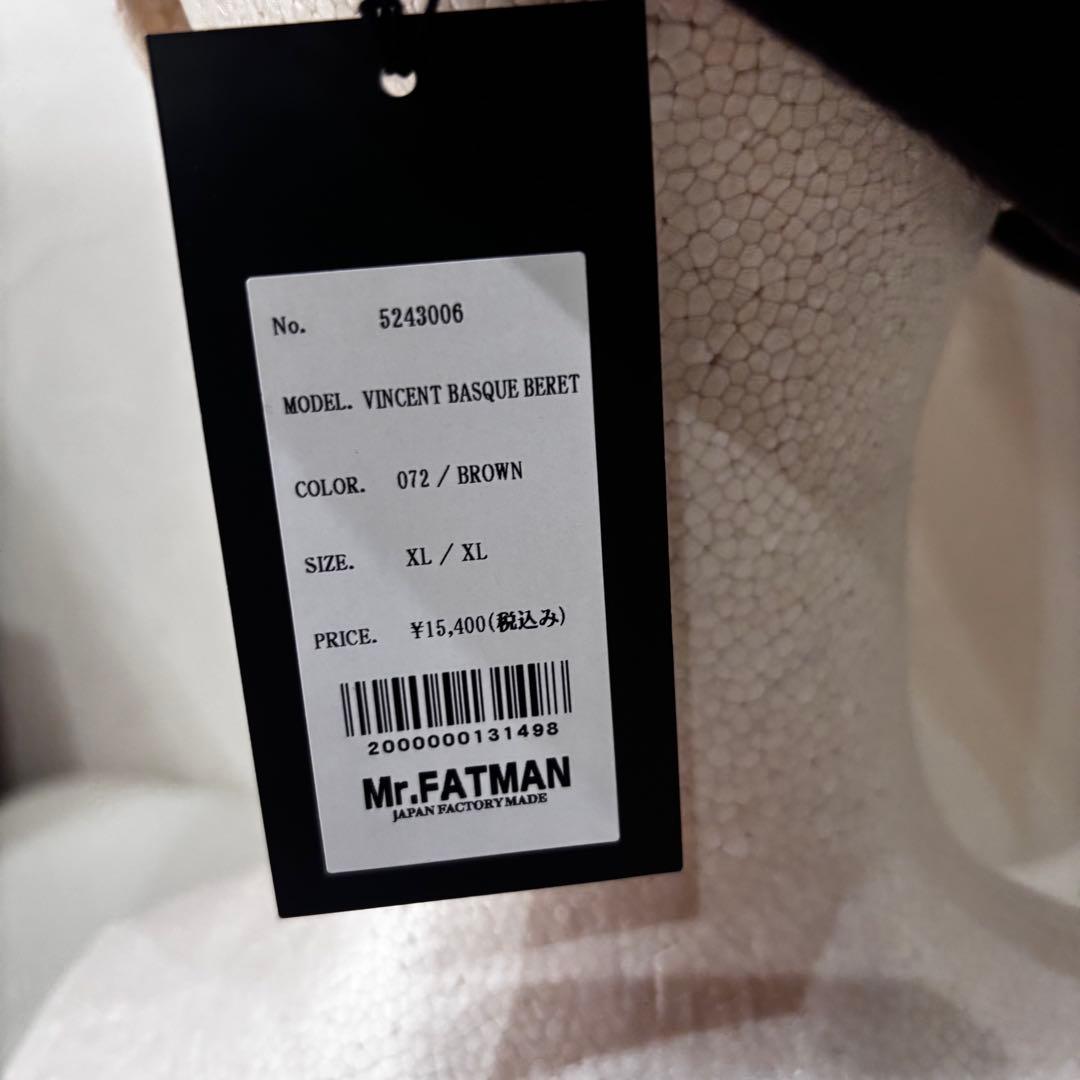 No. 5243006
MODEL. VINCENT BASQUE BERET
COLOR. 072 / BROWN
SIZE. XL / XL
PRICE. ¥15,400(税込み)
2000000131498
Mr.FATMAN
JAPAN FACTORY MADE